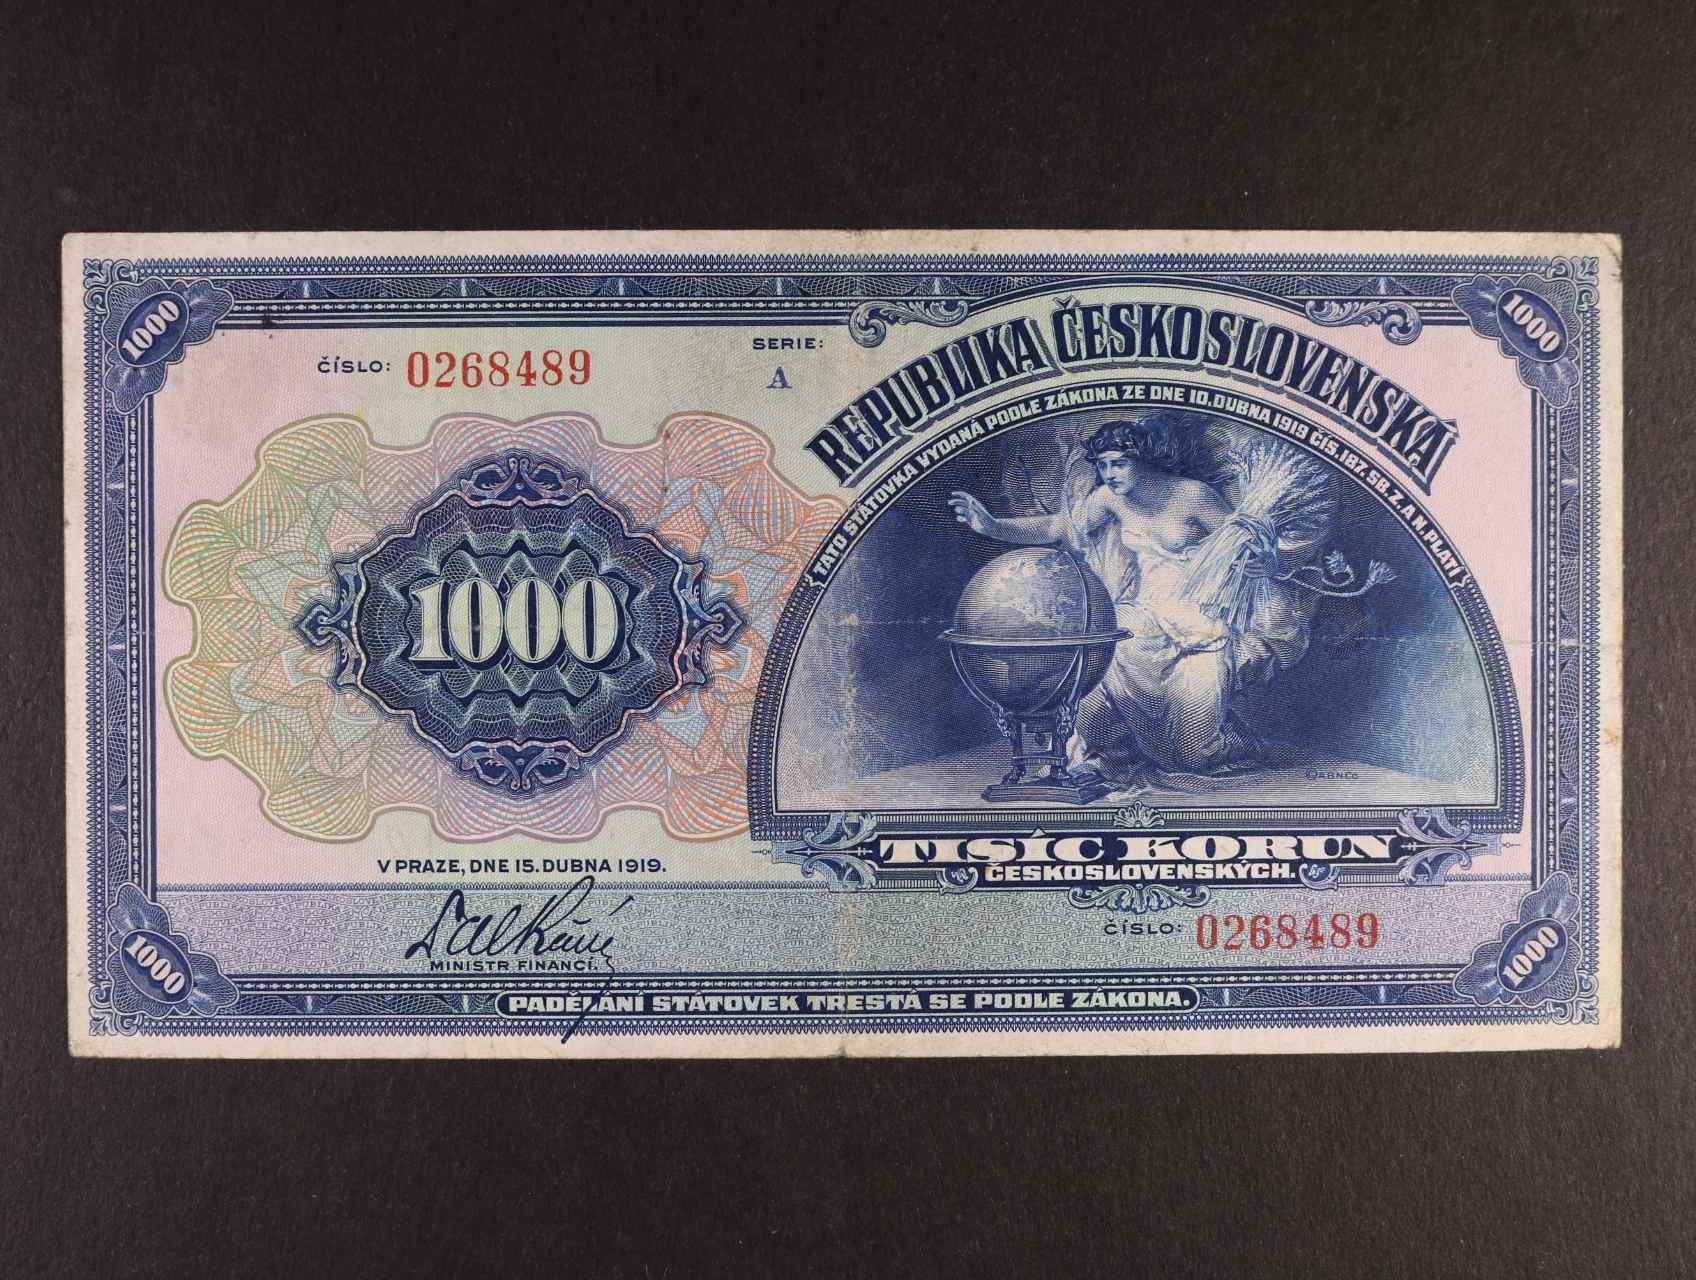 1000
1000
ČÍSLO: 0268489
SERIE:
A
REPUBLIKA ČESKOSLOVENSKÁ
TATO STÁTOVKA VYDANÁ PODLE ZÁKONA ZE DNE 10. DUBNA 1919 ČÍS. 187. SB. Z. A N. PLATÍ
1000
©ABNCo
TISÍC KORUN
ČESKOSLOVENSKÝCH.
V PRAZE, DNE 15. DUBNA 1919.
ČÍSLO: 0268489
MINISTR FINANCÍ.
1000
1000
PADĚLÁNÍ STÁTOVEK TRESTÁ SE PODLE ZÁKONA.